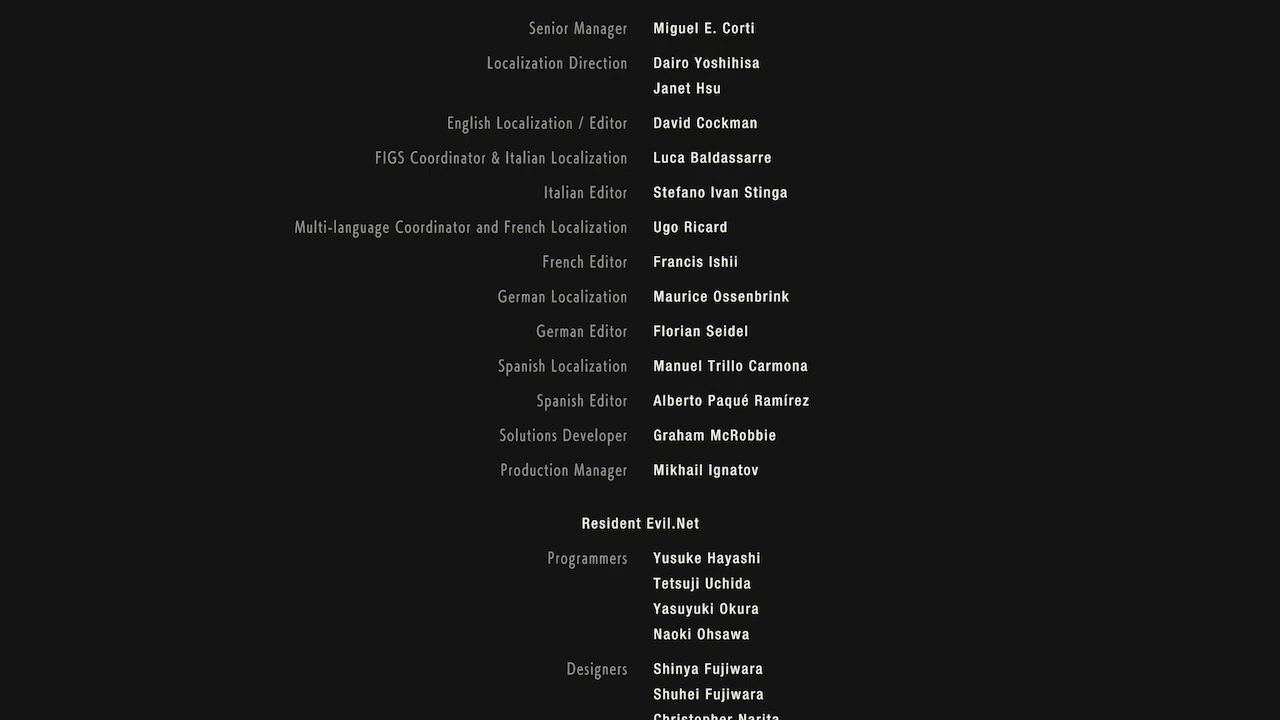 Senior Manager Miguel E. Corti
Localization Direction Dairo Yoshihisa
Janet Hsu
English Localization / Editor David Cockman
FIGS Coordinator & Italian Localization Luca Baldassarre
Italian Editor Stefano Ivan Stinga
Multi-language Coordinator and French Localization Ugo Ricard
French Editor Francis Ishii
German Localization Maurice Ossenbrink
German Editor Florian Seidel
Spanish Localization Manuel Trillo Carmona
Spanish Editor Alberto Paqué Ramírez
Solutions Developer Graham McRobbie
Production Manager Mikhail Ignatov
Resident Evil.Net
Programmers Yusuke Hayashi
Tetsuji Uchida
Yasuyuki Okura
Naoki Ohsawa
Designers Shinya Fujiwara
Shuhei Fujiwara
Christopher Narita